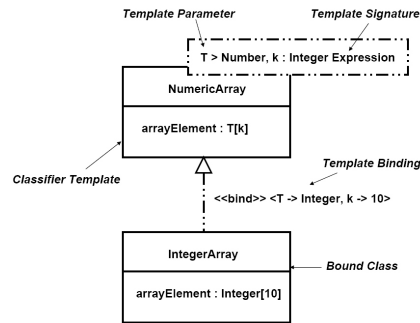 Template Parameter
Template Signature
T > Number, k : Integer Expression
NumericArray
arrayElement : T[k]
Classifier Template
Template Binding
<<bind>> <T -> Integer, k -> 10>
IntegerArray
Bound Class
arrayElement : Integer[10]